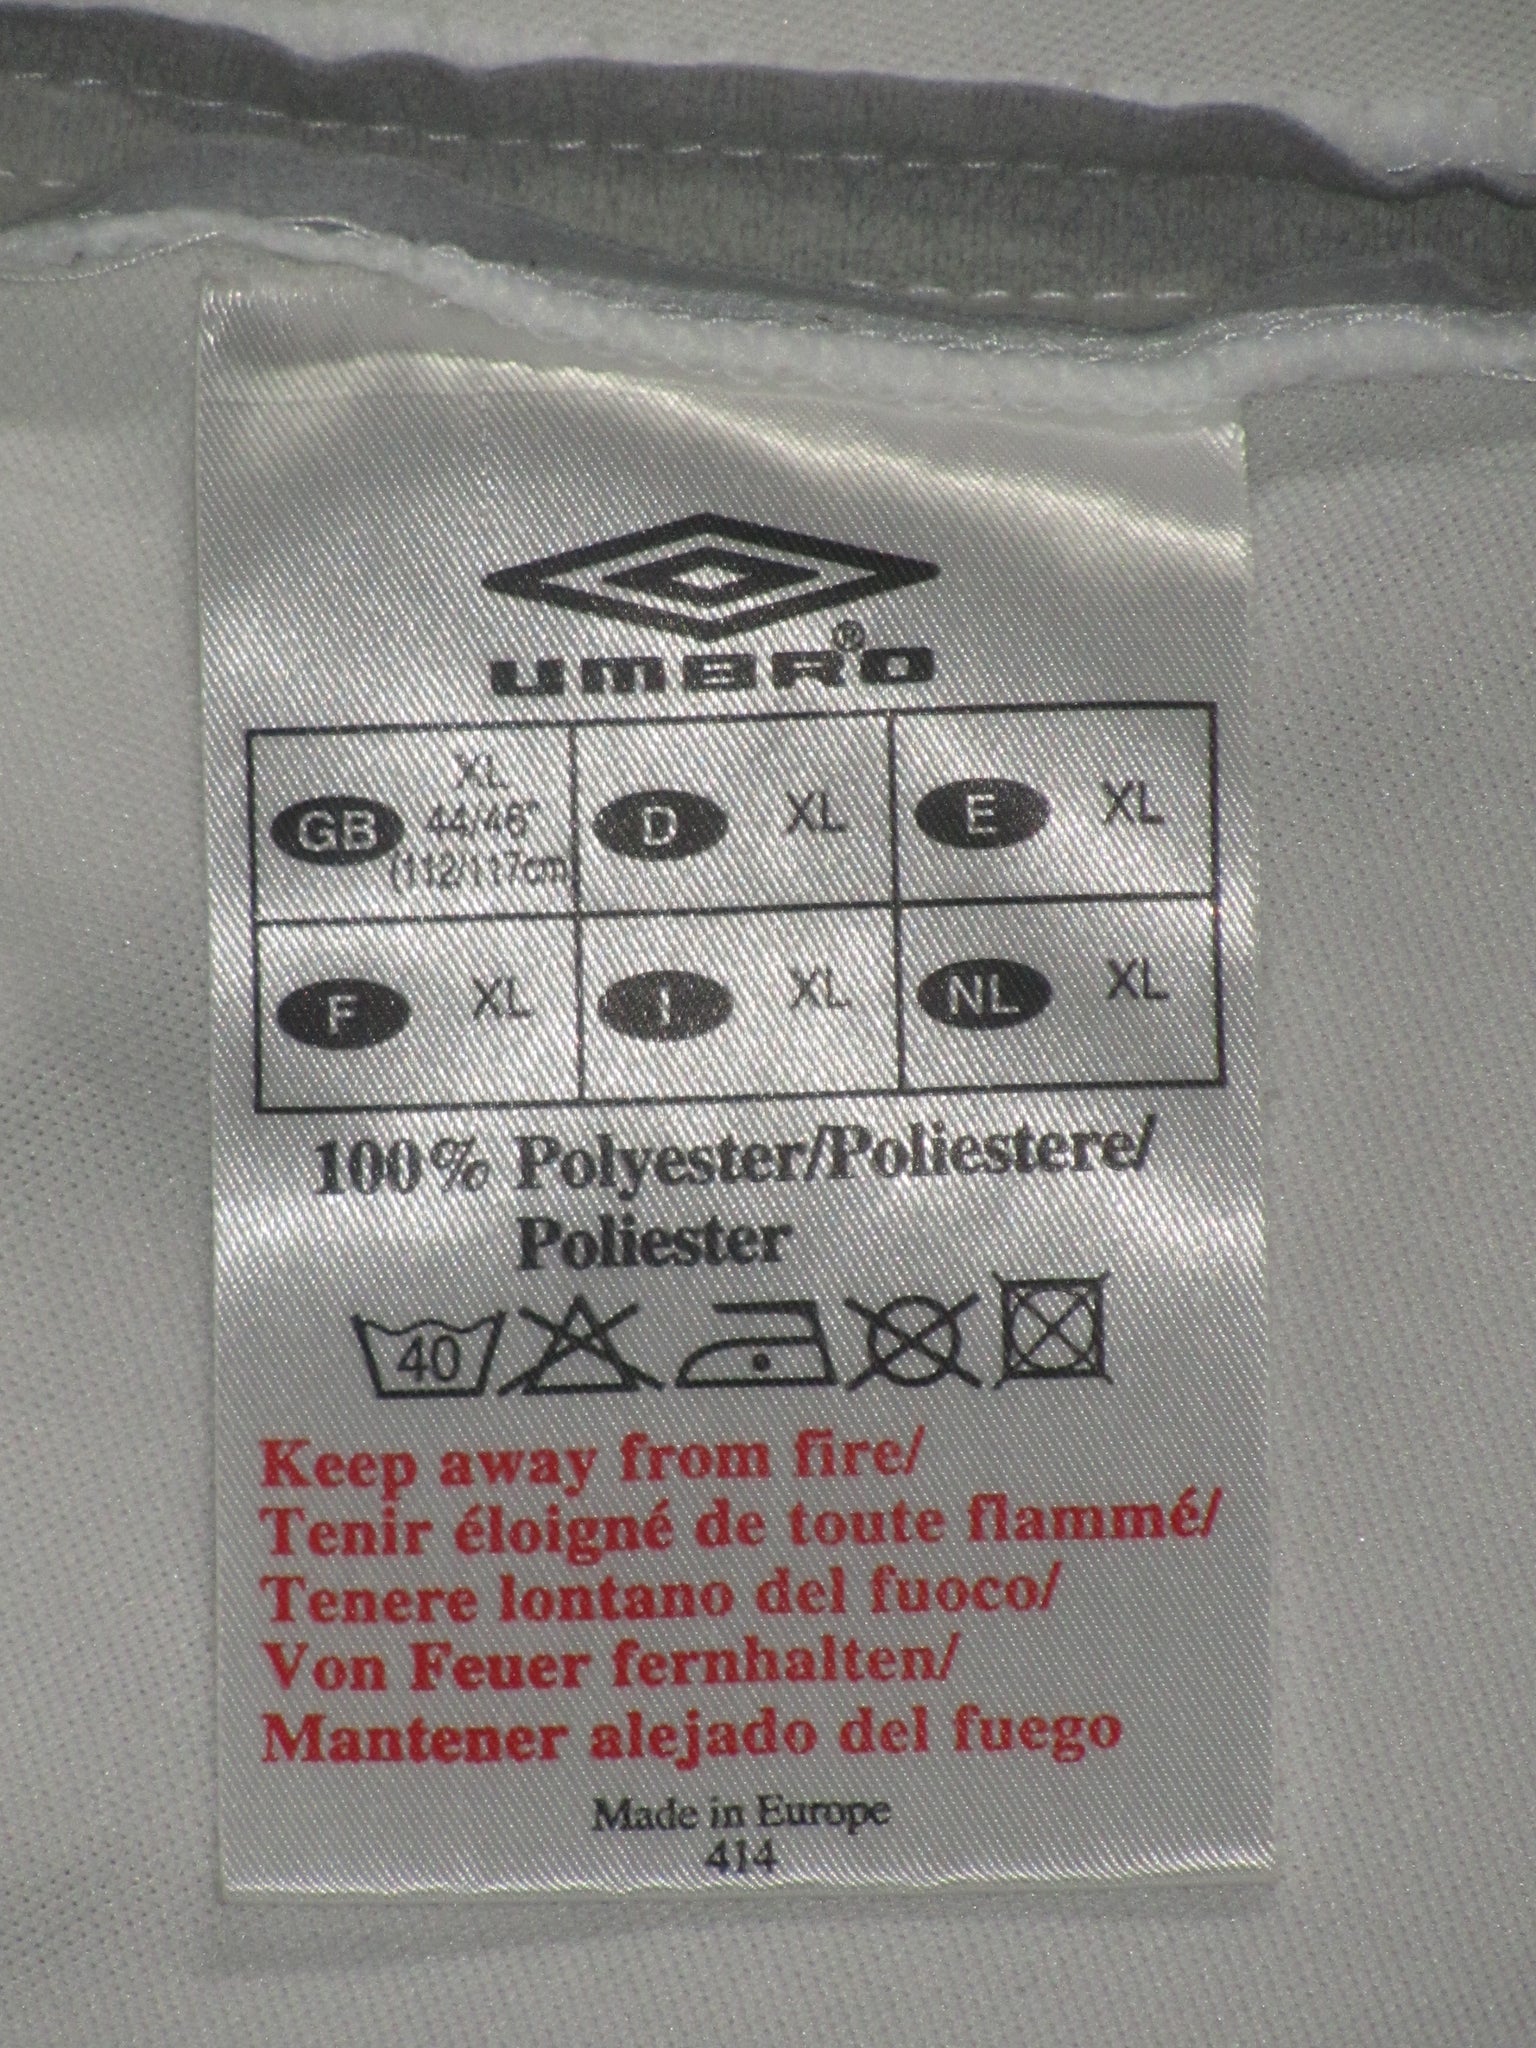 UMBRO®
GB XL 44/46" (112/117cm)
D XL
E XL
F XL
I XL
NL XL
100% Polyester/Poliestere/
Poliester
40
Keep away from fire/
Tenir éloigné de toute flammé/
Tenere lontano del fuoco/
Von Feuer fernhalten/
Mantener alejado del fuego
Made in Europe
414